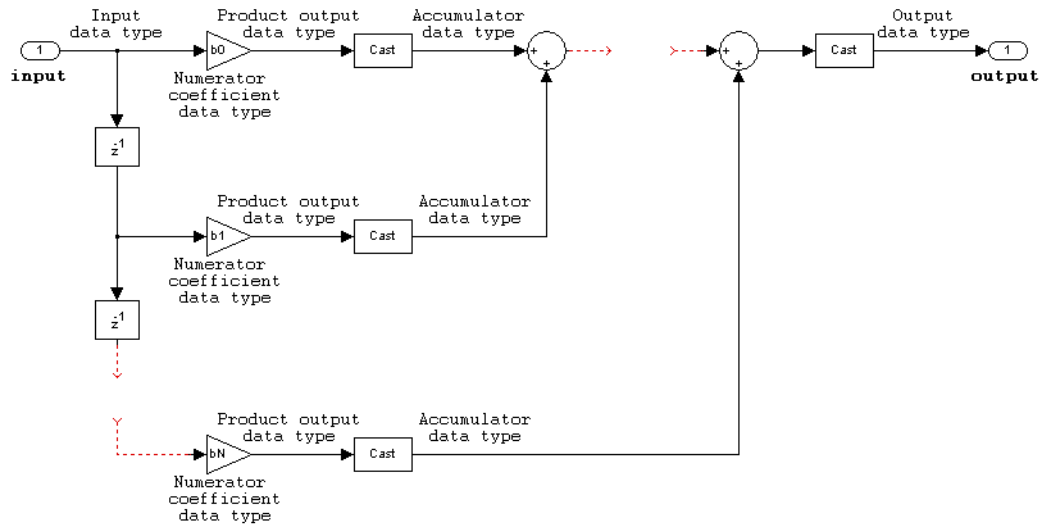 Input
data type
Product output
data type
Accumulator
data type
Output
data type
1
input
b0
Cast
+
+
+
+
Cast
1
output
Numerator
coefficient
data type
z-1
Product output
data type
Accumulator
data type
b1
Cast
Numerator
coefficient
data type
z-1
Product output
data type
Accumulator
data type
bN
Cast
Numerator
coefficient
data type